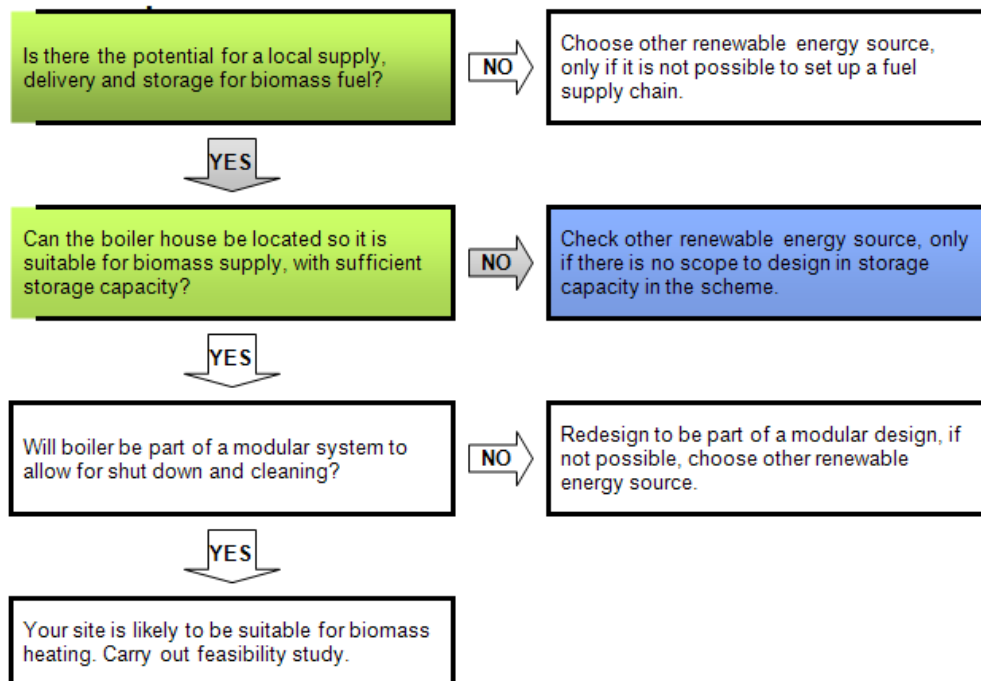 Is there the potential for a local supply,
delivery and storage for biomass fuel?
NO
Choose other renewable energy source,
only if it is not possible to set up a fuel
supply chain.
YES
Can the boiler house be located so it is
suitable for biomass supply, with sufficient
storage capacity?
NO
Check other renewable energy source, only
if there is no scope to design in storage
capacity in the scheme.
YES
Will boiler be part of a modular system to
allow for shut down and cleaning?
NO
Redesign to be part of a modular design, if
not possible, choose other renewable
energy source.
YES
Your site is likely to be suitable for biomass
heating. Carry out feasibility study.